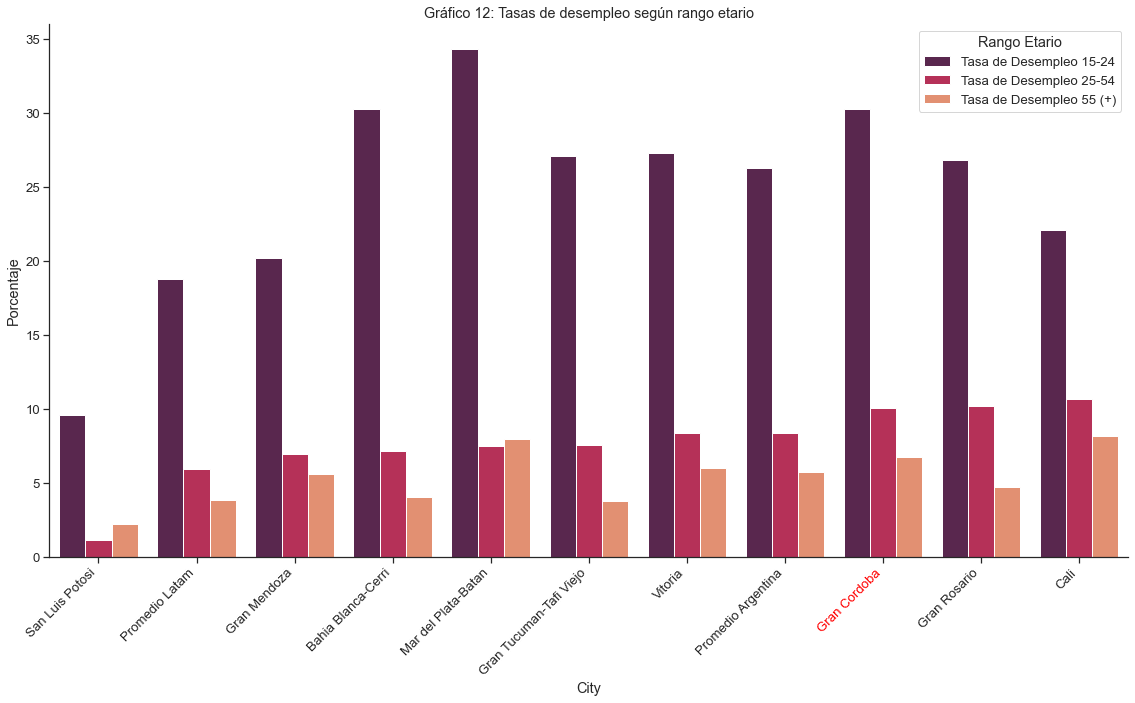 Gráfico 12: Tasas de desempleo según rango etario
Rango Etario
Tasa de Desempleo 15-24
Tasa de Desempleo 25-54
Tasa de Desempleo 55 (+)
Porcentaje
35
30
25
20
15
10
5
0
San Luis Potosi
Promedio Latam
Gran Mendoza
Bahia Blanca-Cerri
Mar del Plata-Batan
Gran Tucuman-Tafi Viejo
Vitoria
Promedio Argentina
Gran Cordoba
Gran Rosario
Cali
City